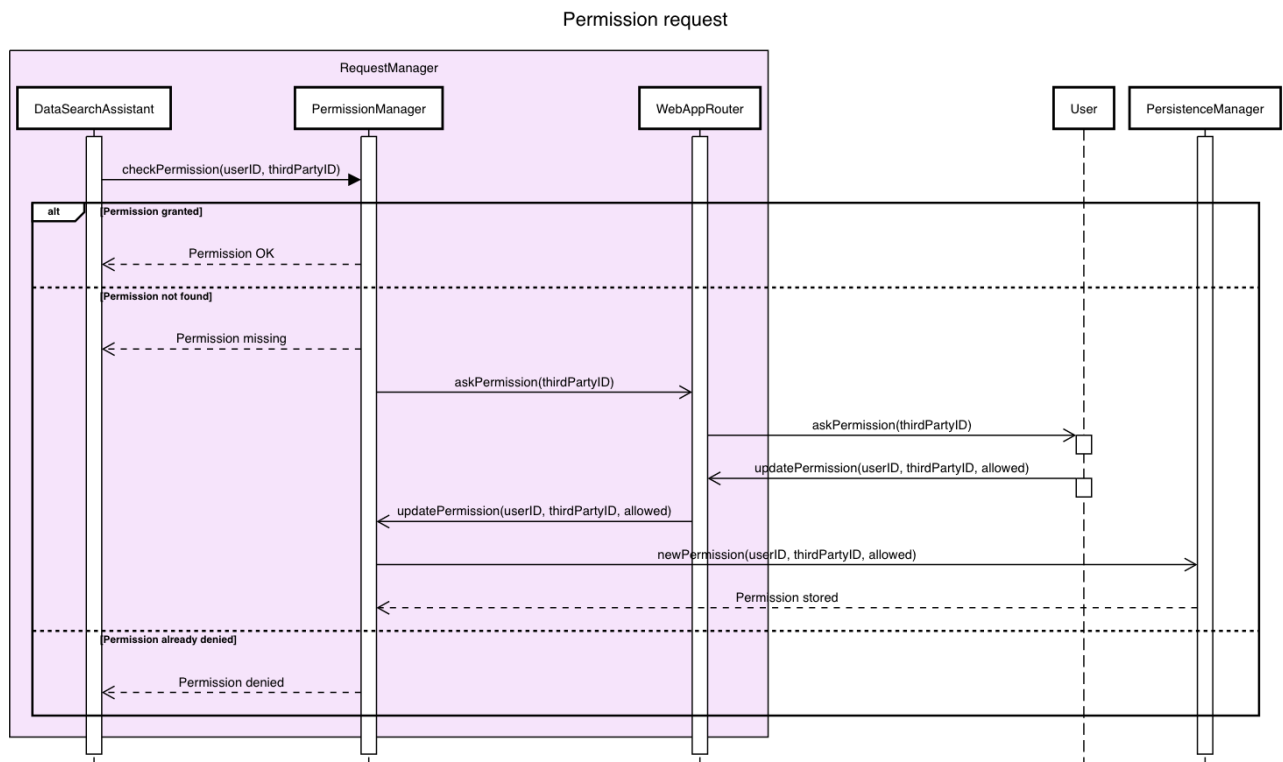 Permission request
RequestManager
DataSearchAssistant
PermissionManager
WebAppRouter
User
PersistenceManager
checkPermission(userID, thirdPartyID)
alt
[Permission granted]
Permission OK
[Permission not found]
Permission missing
askPermission(thirdPartyID)
askPermission(thirdPartyID)
updatePermission(userID, thirdPartyID, allowed)
updatePermission(userID, thirdPartyID, allowed)
newPermission(userID, thirdPartyID, allowed)
Permission stored
[Permission already denied]
Permission denied